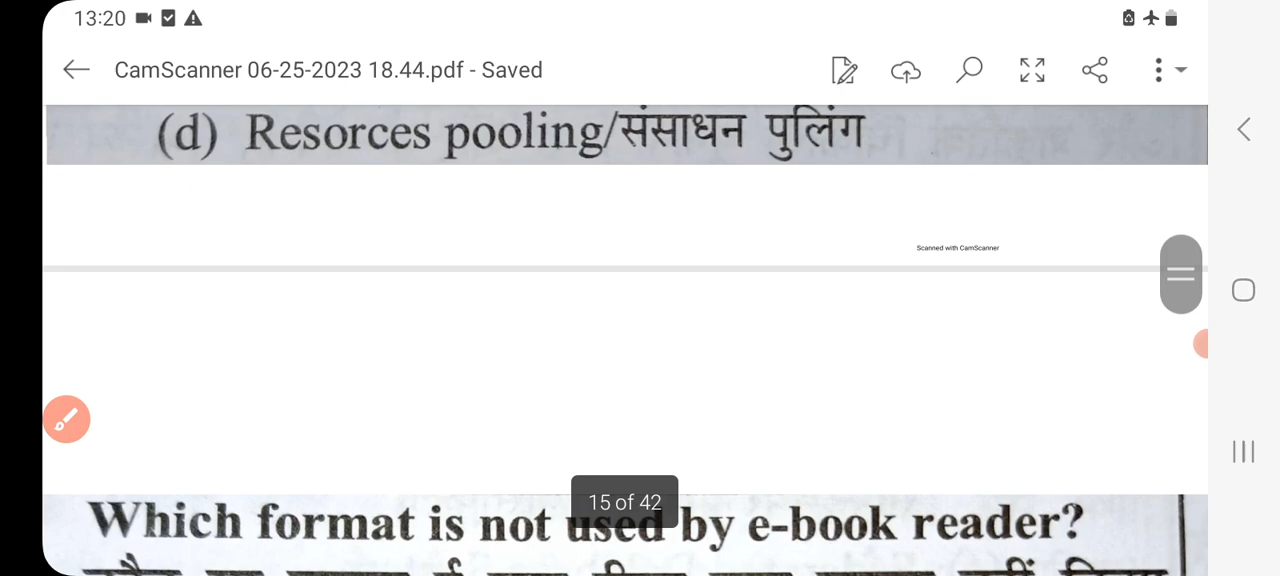 13:20
CamScanner 06-25-2023 18.44.pdf - Saved
(d) Resorces pooling/संसाधन पुलिंग
Scanned with CamScanner
15 of 42
Which format is not used by e-book reader?